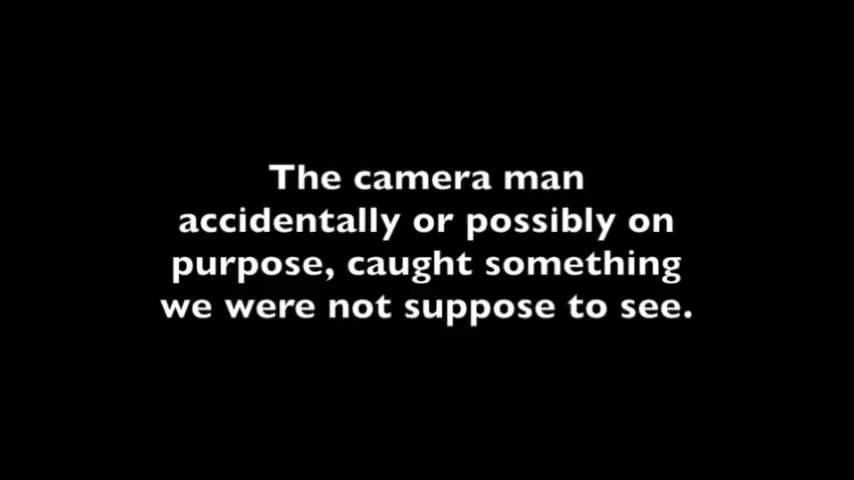 The camera man
accidentally or possibly on
purpose, caught something
we were not suppose to see.